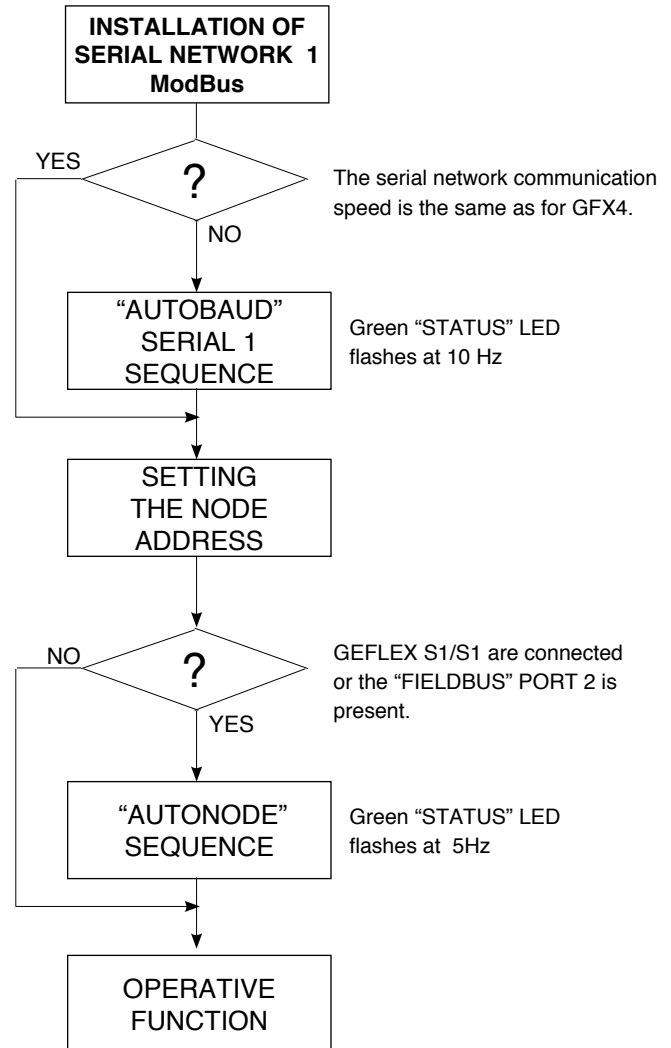 INSTALLATION OF
SERIAL NETWORK 1
ModBus
YES
?
The serial network communication
speed is the same as for GFX4.
NO
“AUTOBAUD”
SERIAL 1
SEQUENCE
Green “STATUS” LED
flashes at 10 Hz
SETTING
THE NODE
ADDRESS
NO
?
GEFLEX S1/S1 are connected
or the “FIELDBUS” PORT 2 is
present.
YES
“AUTONODE”
SEQUENCE
Green “STATUS” LED
flashes at 5Hz
OPERATIVE
FUNCTION